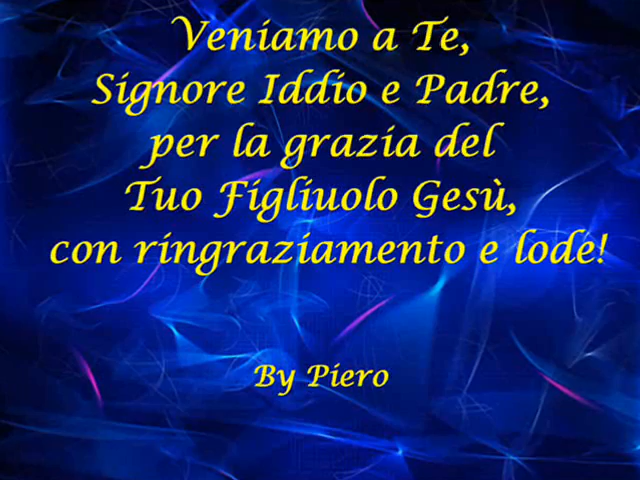 Veniamo a Te,
Signore Iddio e Padre,
per la grazia del
Tuo Figliuolo Gesù,
con ringraziamento e lode!
By Piero